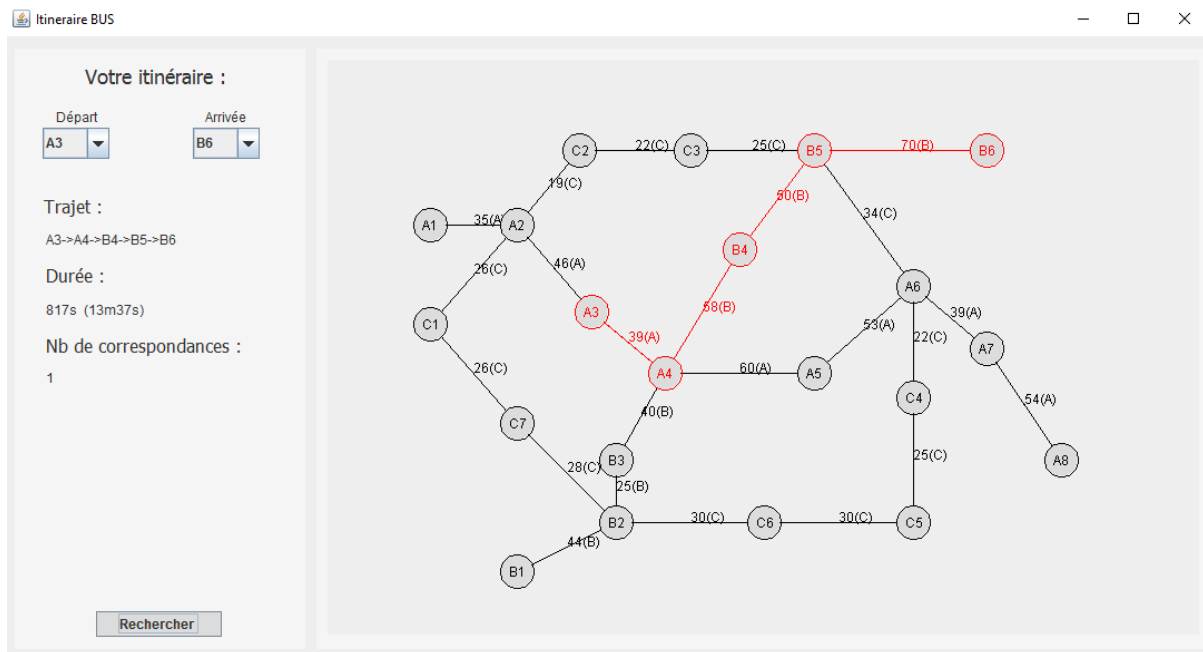 Itineraire BUS
Votre itinéraire :
Départ
Arrivée
A3
B6
Trajet :
A3->A4->B4->B5->B6
Durée :
817s (13m37s)
Nb de correspondances :
1
Rechercher
C2
22(C)
C3
25(C)
B5
70(B)
B6
19(C)
50(B)
A1
35(A)
A2
34(C)
B4
26(C)
46(A)
A6
58(B)
A3
39(A)
C1
53(A)
39(A)
22(C)
A7
26(C)
A4
60(A)
A5
C4
54(A)
40(B)
C7
28(C)
B3
25(C)
A8
25(B)
B2
30(C)
C6
30(C)
C5
44(B)
B1